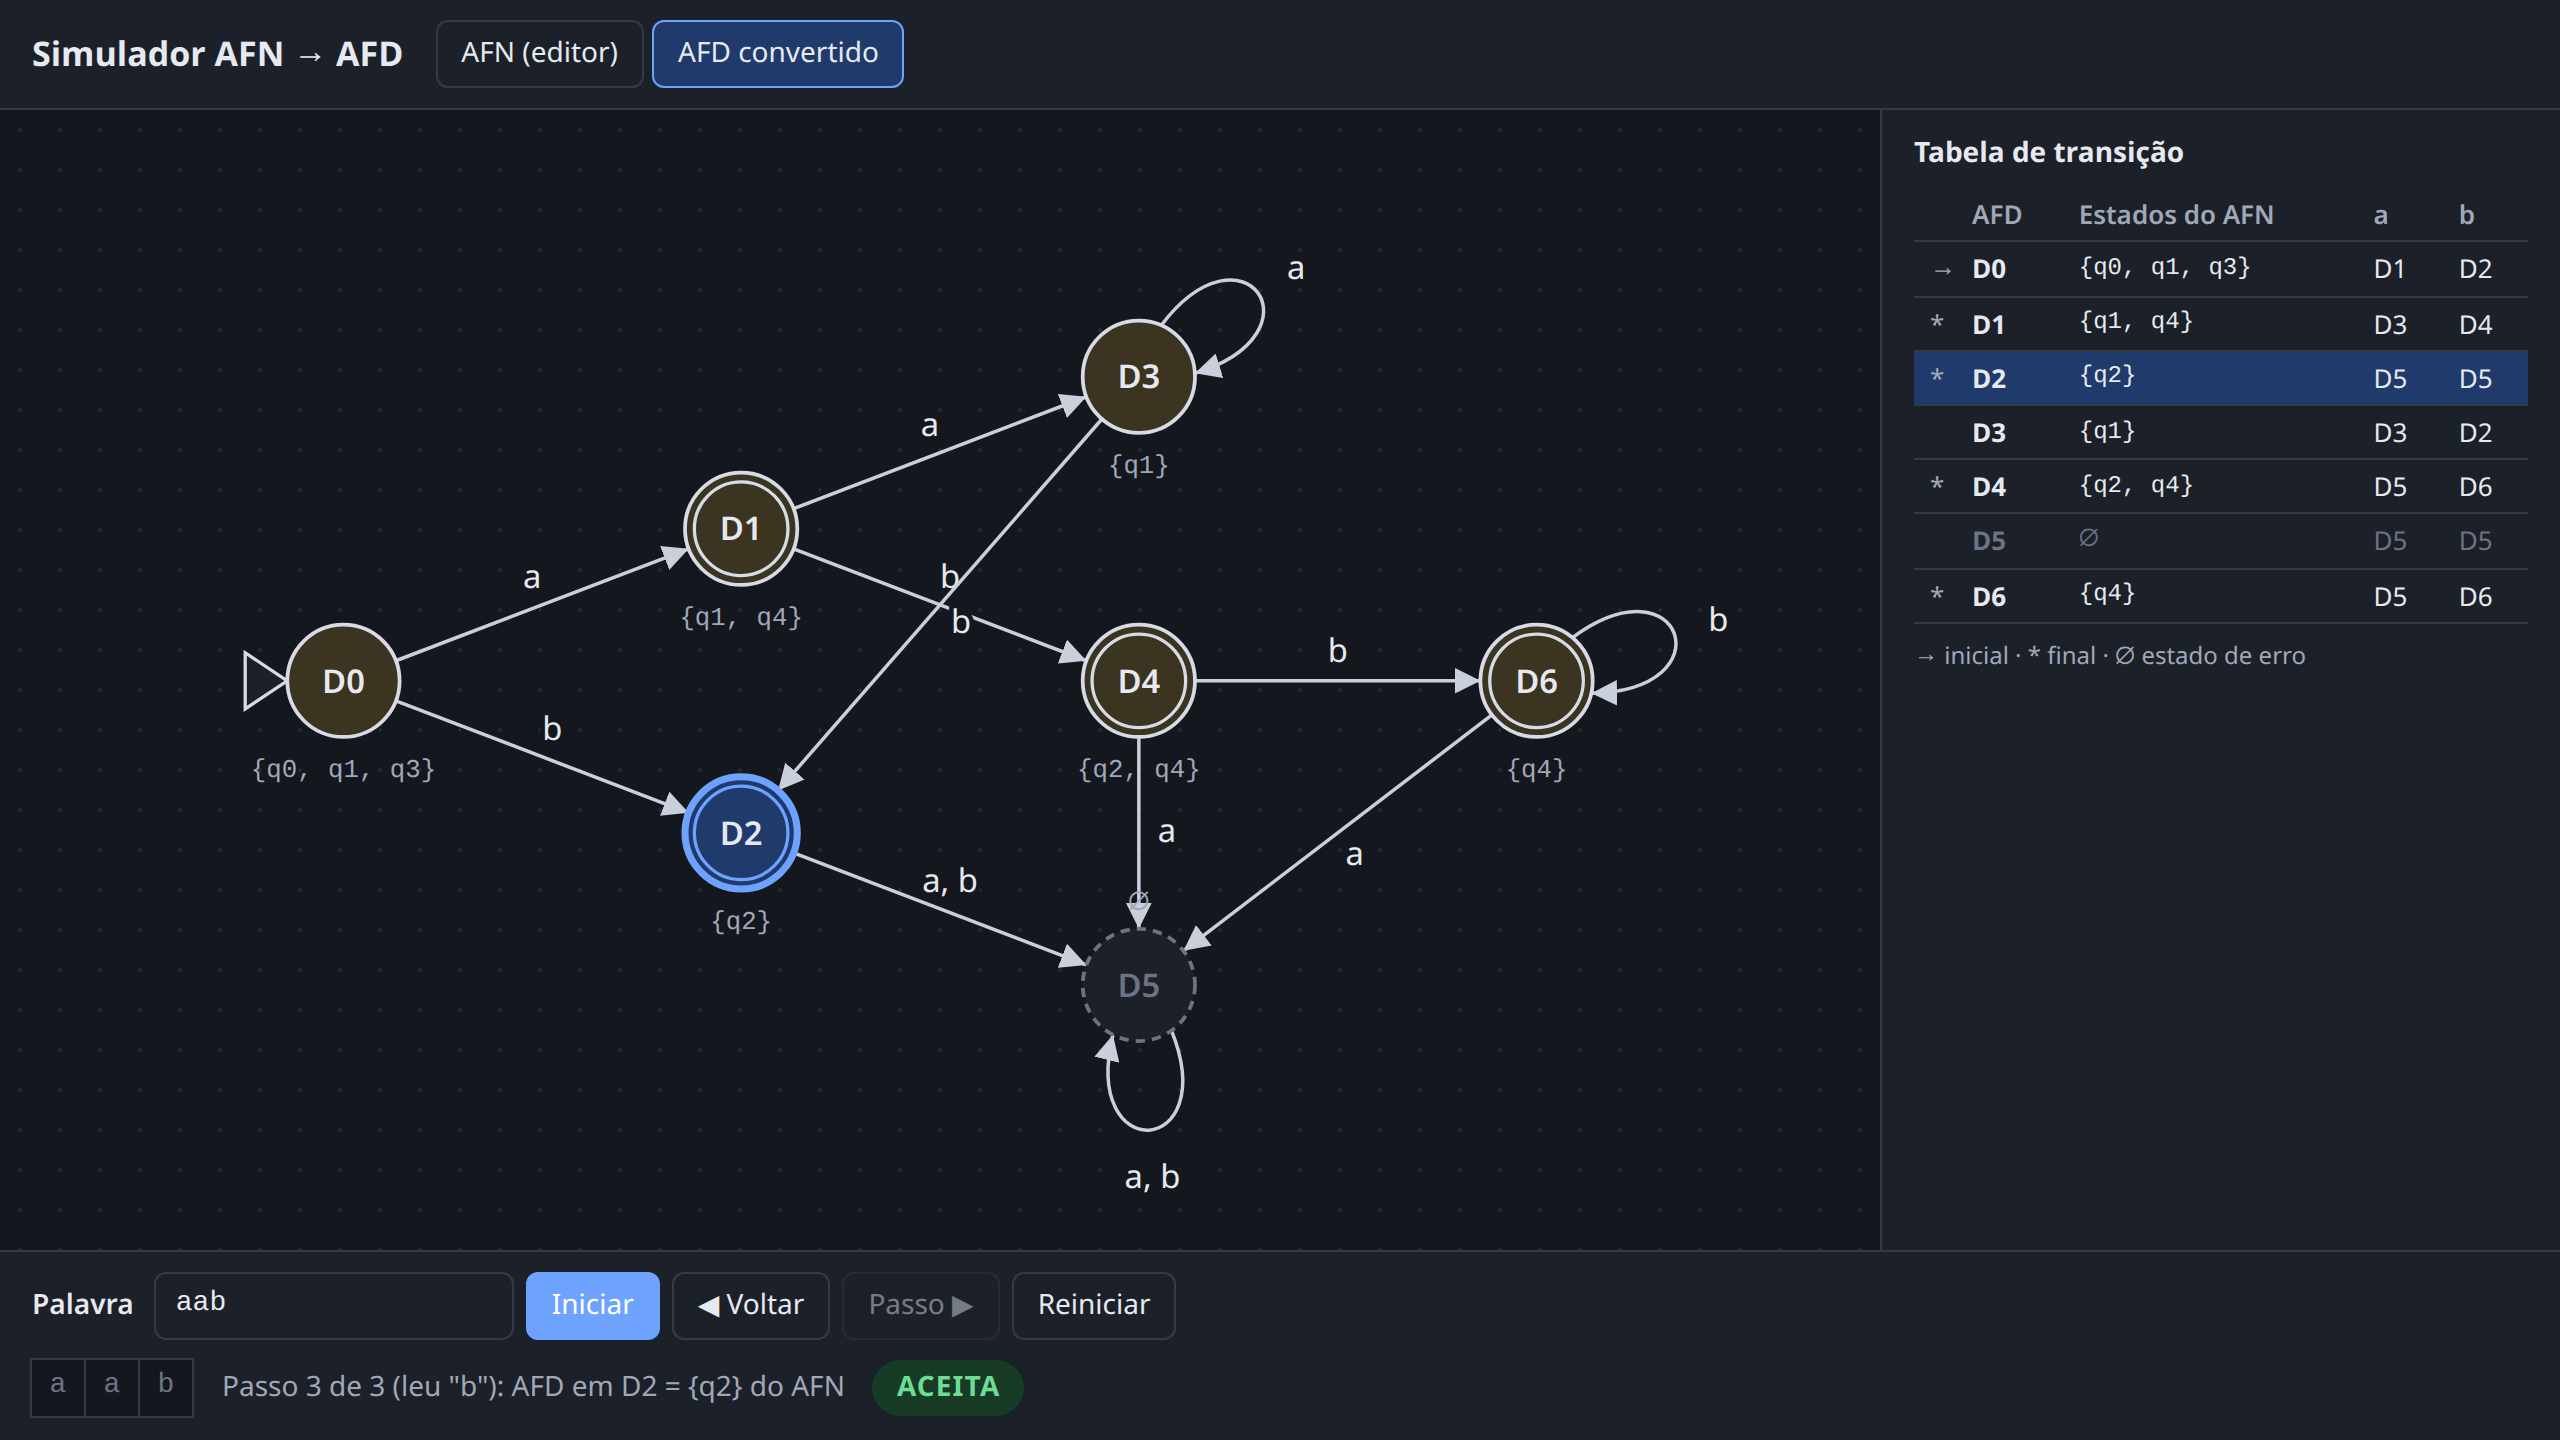 Simulador AFN → AFD
AFN (editor)
AFD convertido
a
D3
{q1}
a
D1
{q1, q4}
a
b
b
D0
{q0, q1, q3}
b
D4
{q2, q4}
b
D6
{q4}
b
D2
{q2}
a, b
a
∅
a
D5
a, b
Tabela de transição
AFD Estados do AFN a b
→ D0 {q0, q1, q3} D1 D2
* D1 {q1, q4} D3 D4
* D2 {q2} D5 D5
D3 {q1} D3 D2
* D4 {q2, q4} D5 D6
D5 ∅ D5 D5
* D6 {q4} D5 D6
→ inicial · * final · ∅ estado de erro
Palavra aab Iniciar ◀ Voltar Passo ▶ Reiniciar
a a b Passo 3 de 3 (leu "b"): AFD em D2 = {q2} do AFN ACEITA